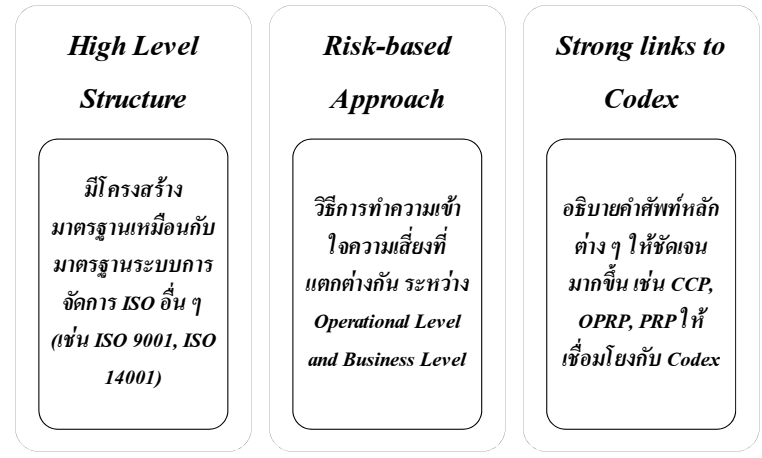 High Level
Structure
มีโครงสร้าง
มาตรฐานเหมือนกับ
มาตรฐานระบบการ
จัดการ ISO อื่น ๆ
(เช่น ISO 9001, ISO
14001)
Risk-based
Approach
วิธีการทำความเข้า
ใจความเสี่ยงที่
แตกต่างกัน ระหว่าง
Operational Level
and Business Level
Strong links to
Codex
อธิบายคำศัพท์หลัก
ต่าง ๆ ให้ชัดเจน
มากขึ้น เช่น CCP,
OPRP, PRP ให้
เชื่อมโยงกับ Codex